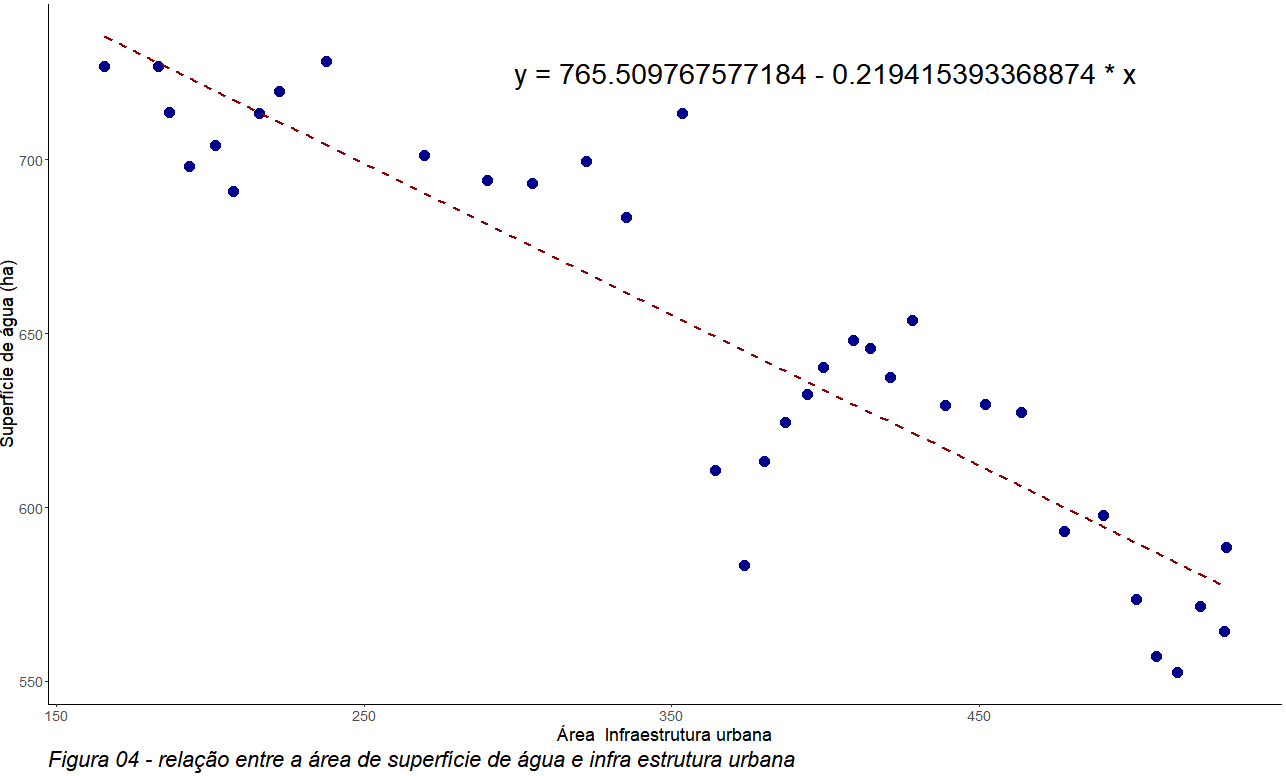 y = 765.509767577184 - 0.219415393368874 * x
Superfície de água (ha)
700
650
600
550
150 250 350 450
Área  Infraestrutura urbana
Figura 04 - relação entre a área de superfície de água e infra estrutura urbana